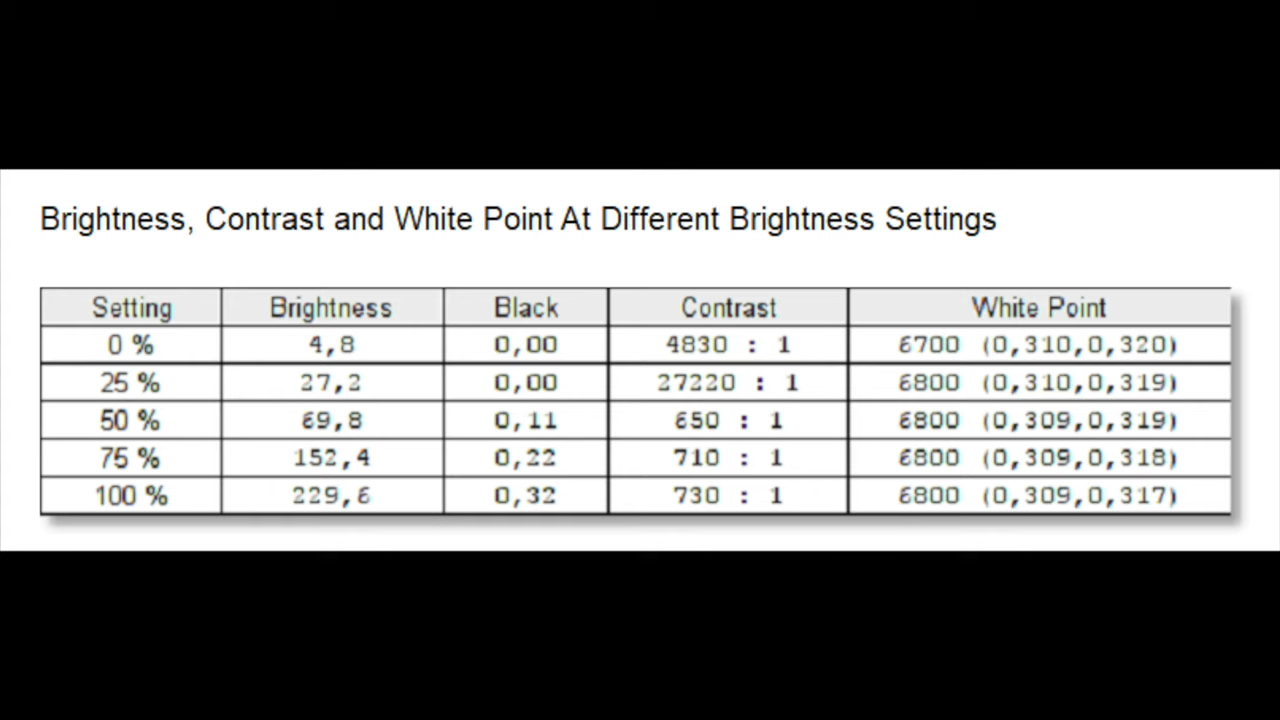 Brightness, Contrast and White Point At Different Brightness Settings
Setting Brightness Black Contrast White Point
0 % 4,8 0,00 4830 : 1 6700 (0,310,0,320)
25 % 27,2 0,00 27220 : 1 6800 (0,310,0,319)
50 % 69,8 0,11 650 : 1 6800 (0,309,0,319)
75 % 152,4 0,22 710 : 1 6800 (0,309,0,318)
100 % 229,6 0,32 730 : 1 6800 (0,309,0,317)